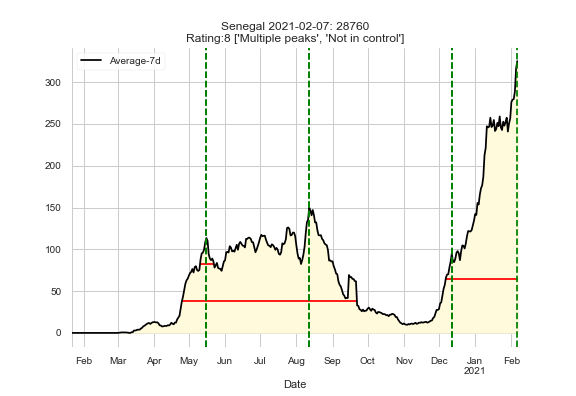 Senegal 2021-02-07: 28760
Rating:8 ['Multiple peaks', 'Not in control']
Average-7d
300
250
200
150
100
50
0
Feb Mar Apr May Jun Jul Aug Sep Oct Nov Dec Jan Feb
2021
Date